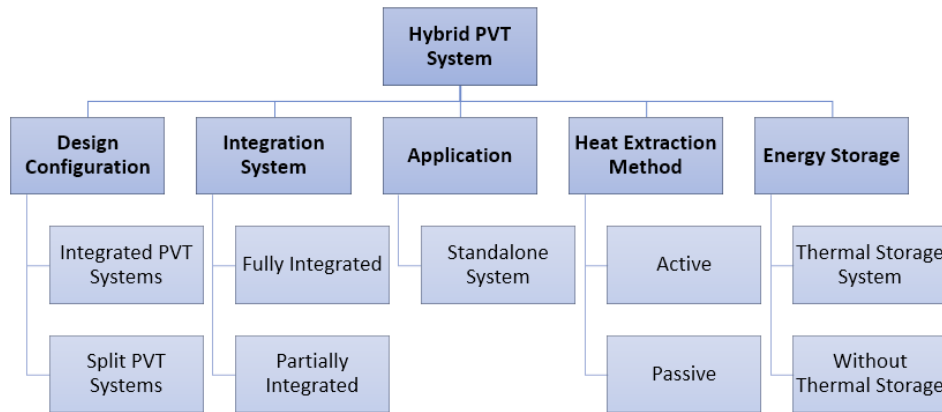 Hybrid PVT
System
Design
Configuration
Integration
System
Application
Heat Extraction
Method
Energy Storage
Integrated PVT
Systems
Fully Integrated
Standalone
System
Active
Thermal Storage
System
Split PVT
Systems
Partially
Integrated
Passive
Without
Thermal Storage